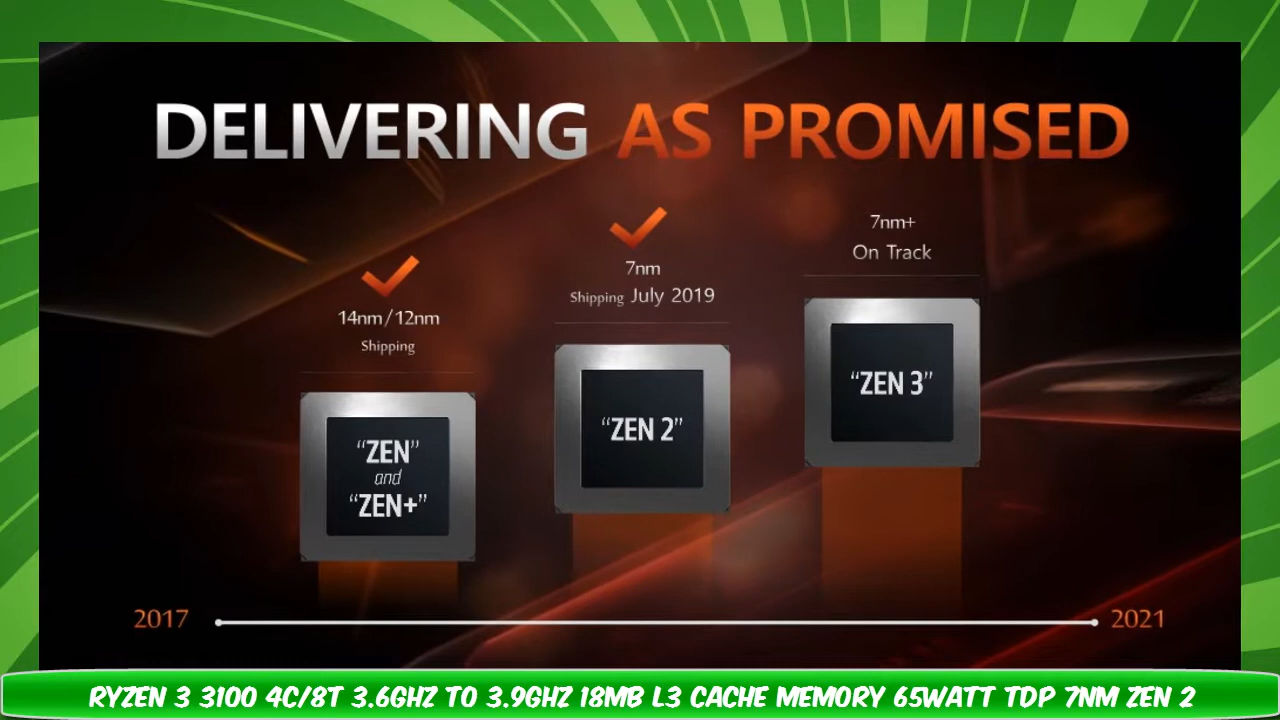 DELIVERING AS PROMISED
7nm+
On Track
7nm
Shipping July 2019
14nm/12nm
Shipping
“ZEN 3”
“ZEN 2”
“ZEN”
and
“ZEN+”
2017
2021
RYZEN 3 3100 4C/8T 3.6GHZ TO 3.9GHZ 18MB L3 CACHE MEMORY 65WATT TDP 7NM ZEN 2